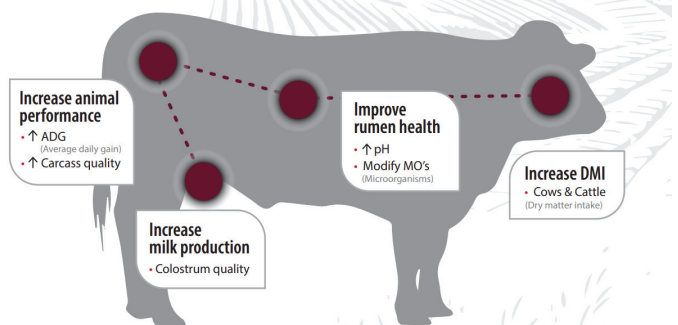 Increase animal
performance
• ↑ ADG
(Average daily gain)
• ↑ Carcass quality
Increase
milk production
• Colostrum quality
Improve
rumen health
• ↑ pH
• Modify MO's
(Microorganisms)
Increase DMI
• Cows & Cattle
(Dry matter intake)